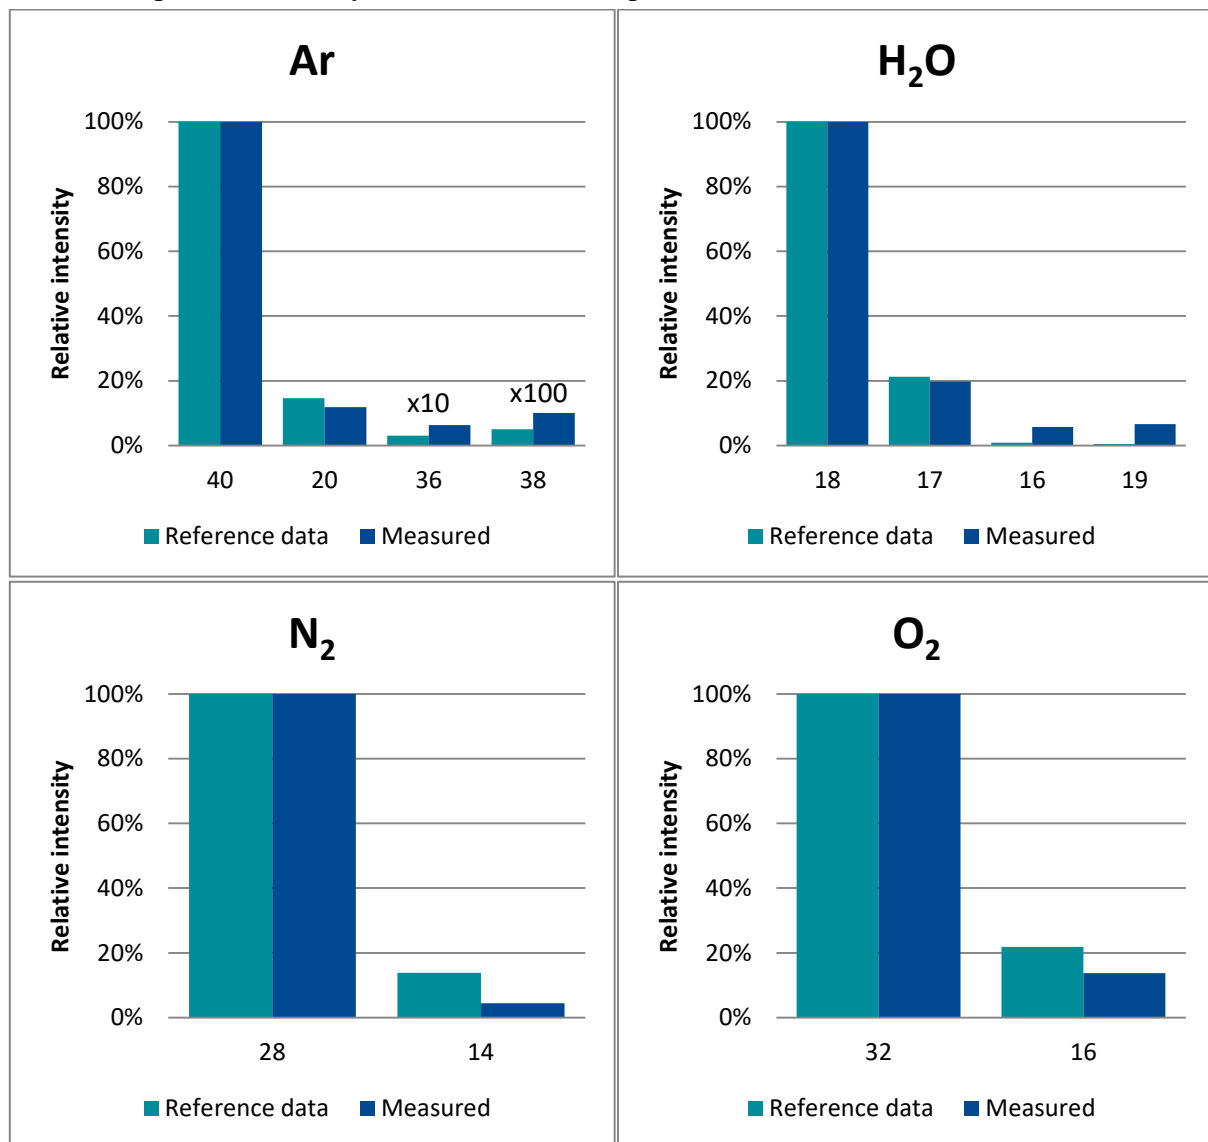 Ar
Relative intensity
100%
80%
60%
40%
20%
0%
x10
x100
40 20 36 38
Reference data Measured
H₂O
Relative intensity
100%
80%
60%
40%
20%
0%
18 17 16 19
Reference data Measured
N₂
Relative intensity
100%
80%
60%
40%
20%
0%
28 14
Reference data Measured
O₂
Relative intensity
100%
80%
60%
40%
20%
0%
32 16
Reference data Measured